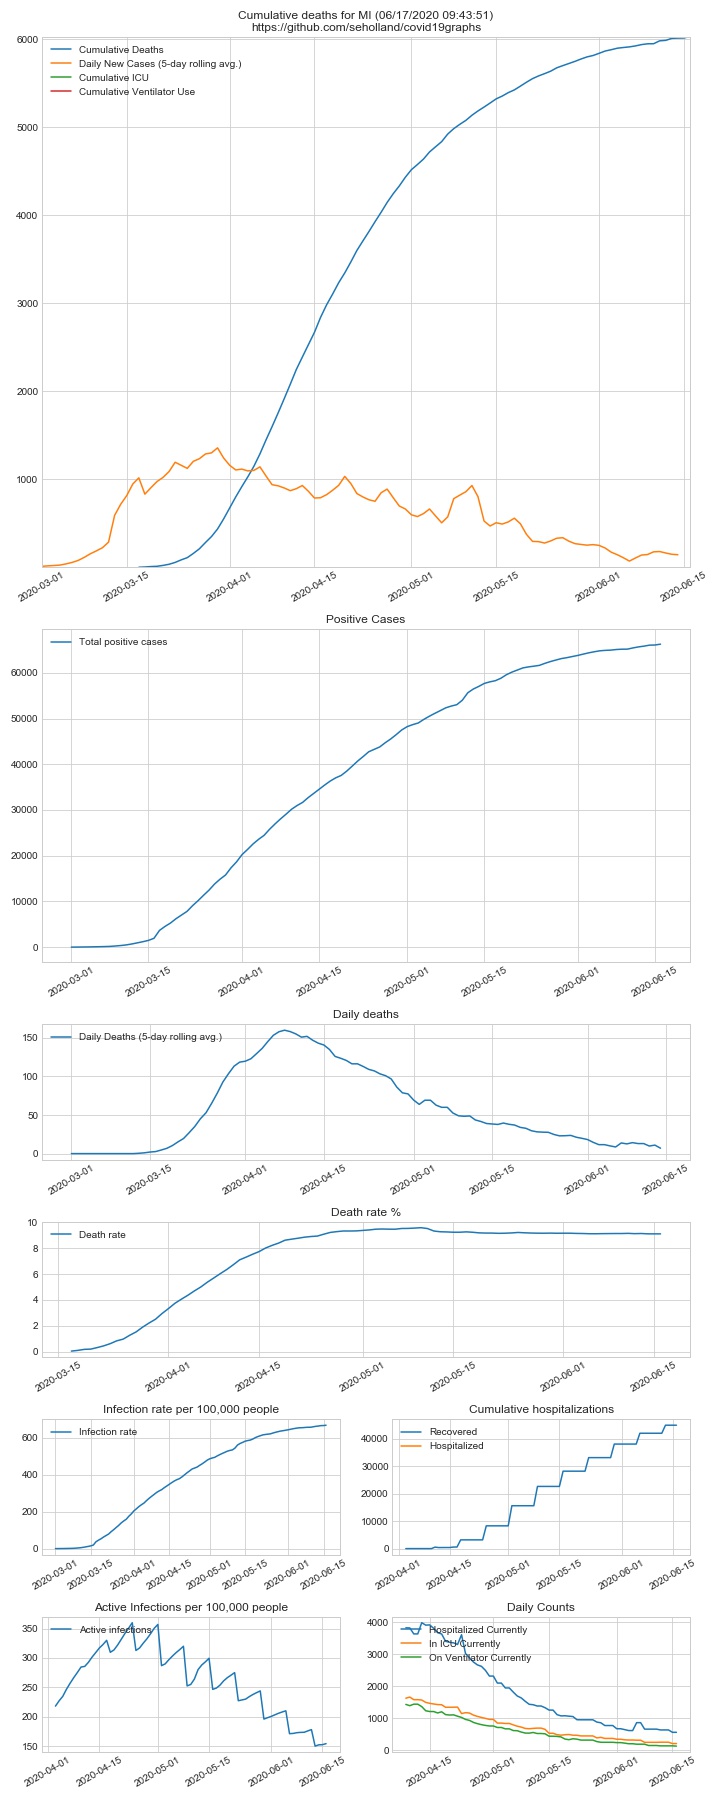 Cumulative deaths for MI (06/17/2020 09:43:51)
https://github.com/seholland/covid19graphs
6000
5000
4000
3000
2000
1000
Cumulative Deaths
Daily New Cases (5-day rolling avg.)
Cumulative ICU
Cumulative Ventilator Use
2020-03-01 2020-03-15 2020-04-01 2020-04-15 2020-05-01 2020-05-15 2020-06-01 2020-06-15
Positive Cases
Total positive cases
60000
50000
40000
30000
20000
10000
0
2020-03-01 2020-03-15 2020-04-01 2020-04-15 2020-05-01 2020-05-15 2020-06-01 2020-06-15
Daily deaths
Daily Deaths (5-day rolling avg.)
150
100
50
0
2020-03-01 2020-03-15 2020-04-01 2020-04-15 2020-05-01 2020-05-15 2020-06-01 2020-06-15
Death rate %
Death rate
10
8
6
4
2
0
2020-03-15 2020-04-01 2020-04-15 2020-05-01 2020-05-15 2020-06-01 2020-06-15
Infection rate per 100,000 people
Infection rate
600
400
200
0
2020-03-01 2020-03-15 2020-04-01 2020-04-15 2020-05-01 2020-05-15 2020-06-01 2020-06-15
Cumulative hospitalizations
Recovered
Hospitalized
40000
30000
20000
10000
0
2020-04-01 2020-04-15 2020-05-01 2020-05-15 2020-06-01 2020-06-15
Active Infections per 100,000 people
Active infections
350
300
250
200
150
2020-04-01 2020-04-15 2020-05-01 2020-05-15 2020-06-01 2020-06-15
Daily Counts
Hospitalized Currently
In ICU Currently
On Ventilator Currently
4000
3000
2000
1000
0
2020-04-15 2020-05-01 2020-05-15 2020-06-01 2020-06-15